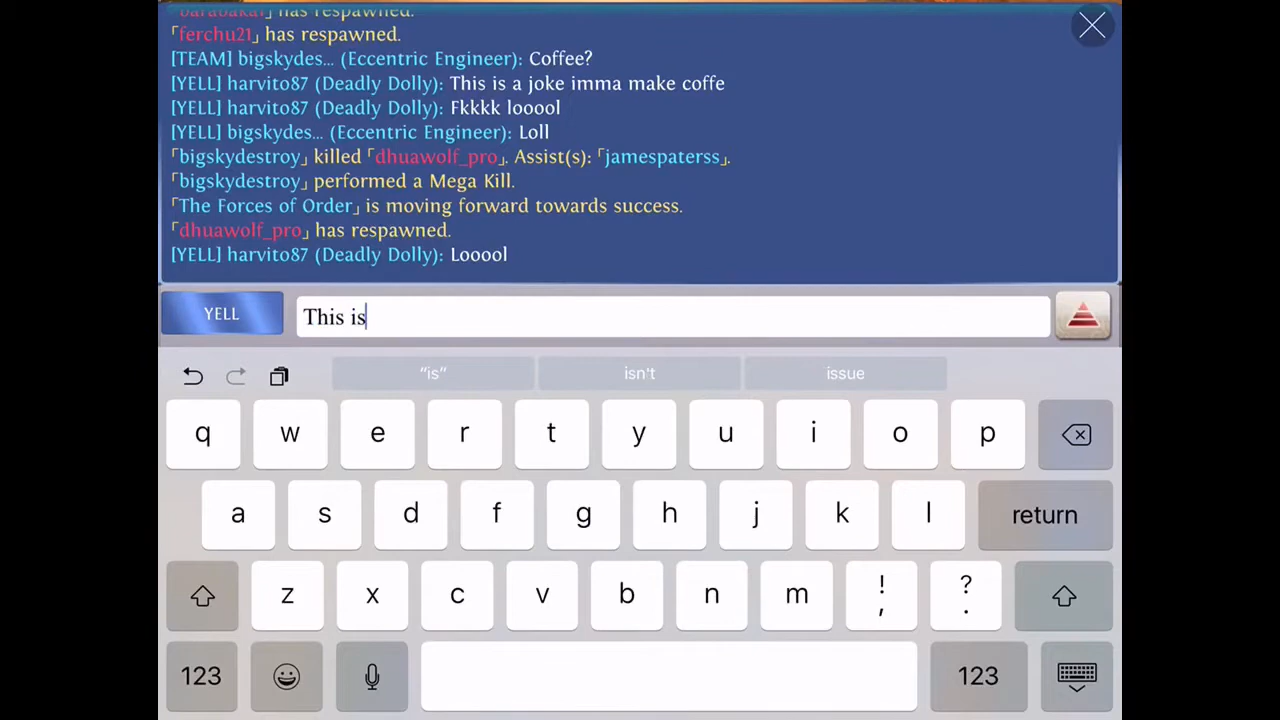 「barabakaf」has respawned.
「ferchu21」has respawned.
[TEAM] bigskydes... (Eccentric Engineer): Coffee?
[YELL] harvito87 (Deadly Dolly): This is a joke imma make coffe
[YELL] harvito87 (Deadly Dolly): Fkkkk looool
[YELL] bigskydes... (Eccentric Engineer): Loll
「bigskydestroy」killed「dhuawolf_pro」. Assist(s):「jamespaterss」.
「bigskydestroy」performed a Mega Kill.
「The Forces of Order」is moving forward towards success.
「dhuawolf_pro」has respawned.
[YELL] harvito87 (Deadly Dolly): Looool
YELL This is
“is” isn't issue
q w e r t y u i o p
a s d f g h j k l return
z x c v b n m ! , ? .
123 123